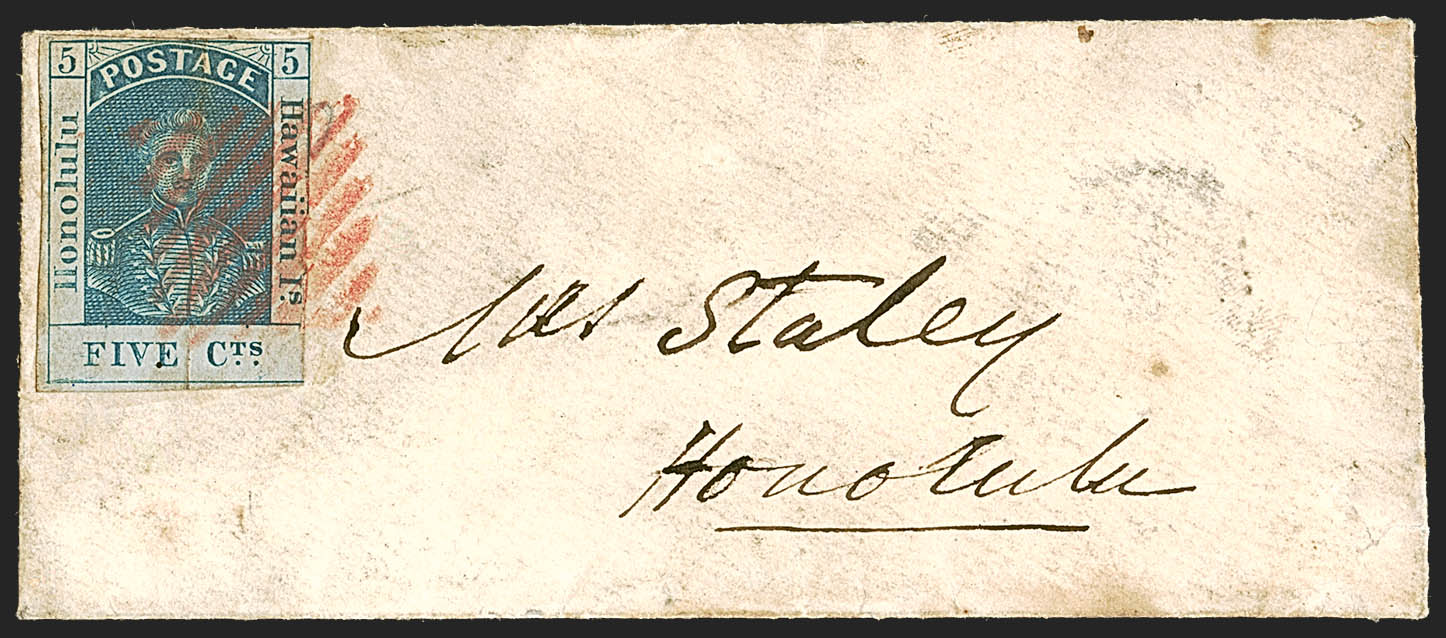 5 POSTAGE 5
Honolulu
Hawaiian Is.
FIVE CTS.
Mrs Staley
Honolulu